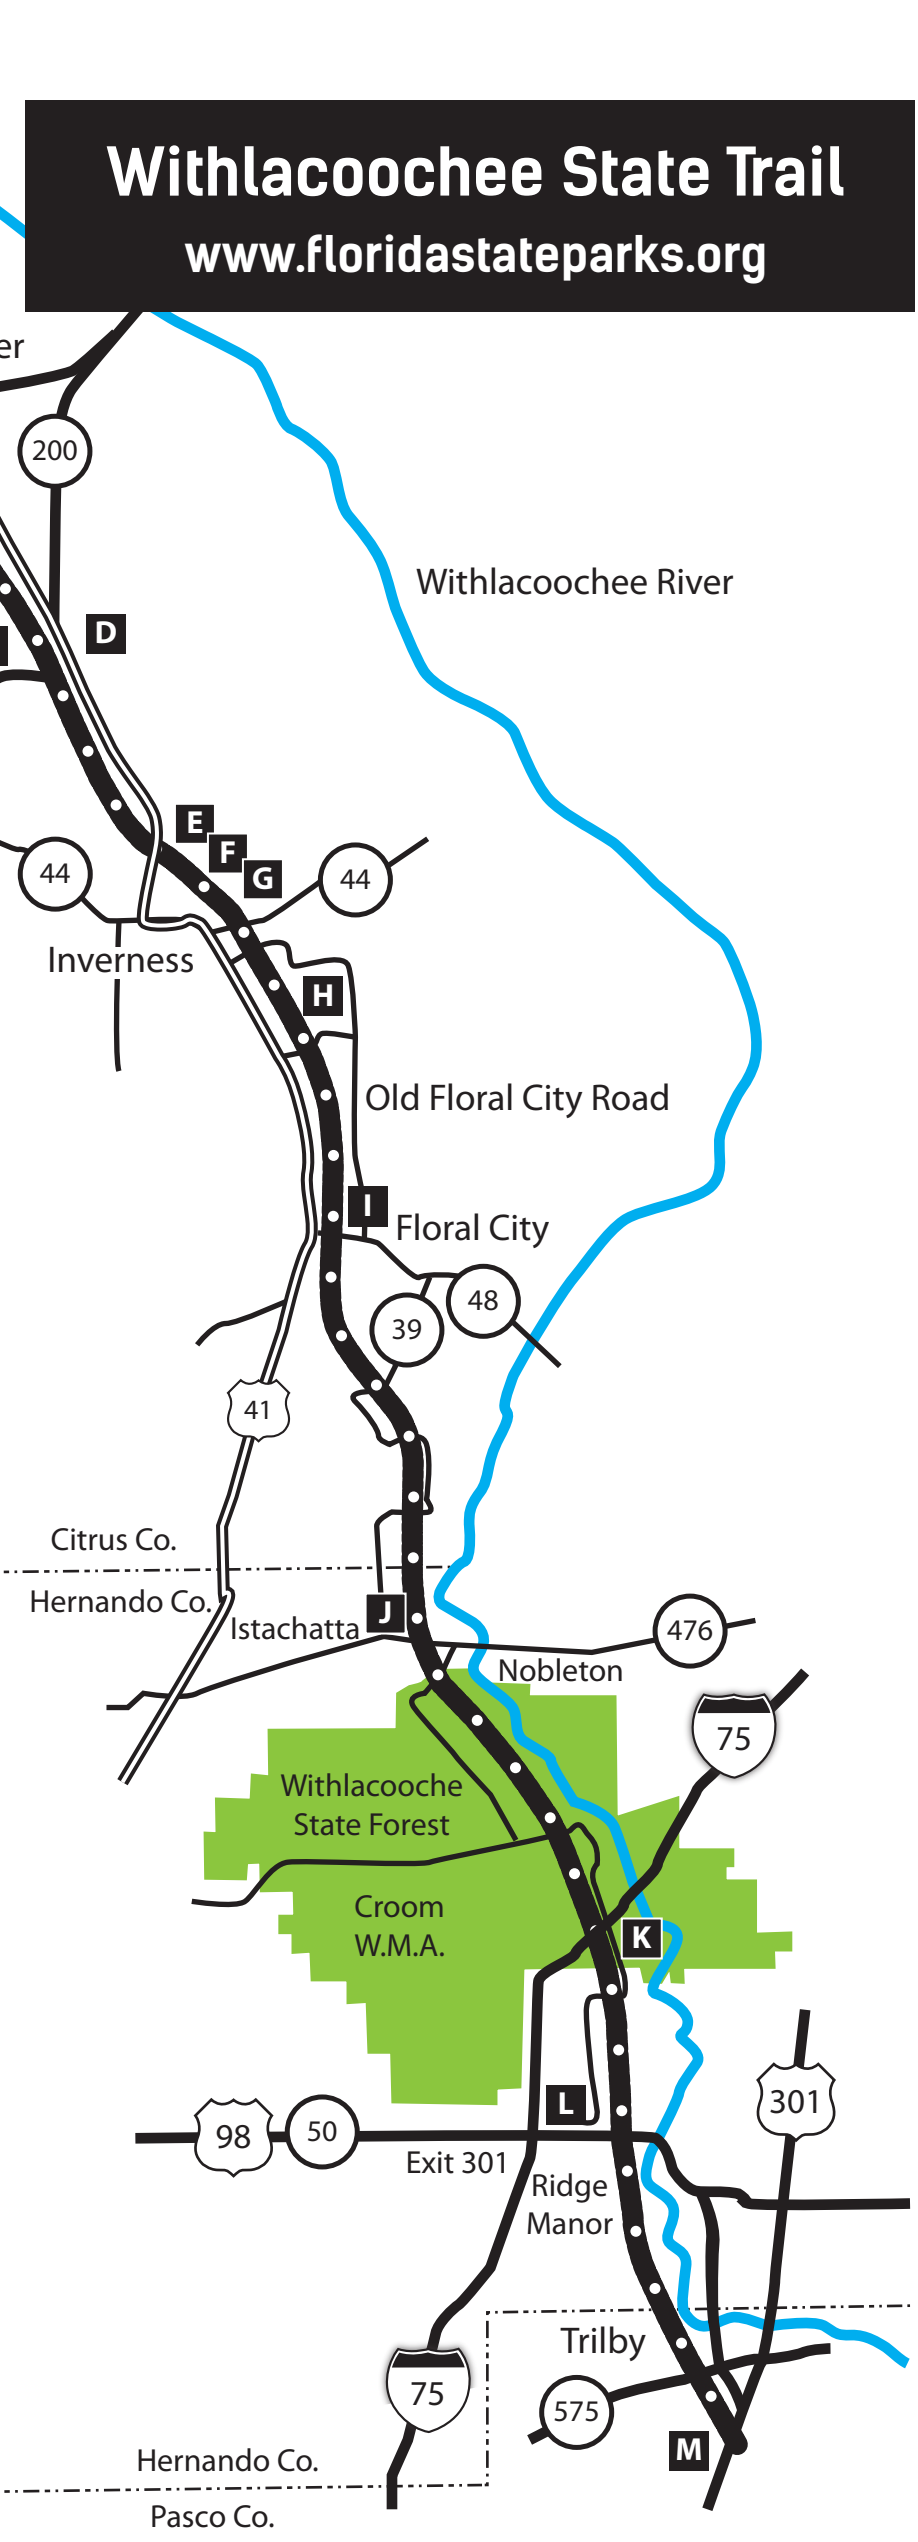 Withlacoochee State Trail
www.floridastateparks.org
er
200
Withlacoochee River
D
E
F
G
44
44
Inverness
H
Old Floral City Road
I
Floral City
48
39
41
Citrus Co.
Hernando Co.
J
Istachatta
476
Nobleton
75
Withlacooche
State Forest
Croom
W.M.A.
K
301
L
98
50
Exit 301
Ridge
Manor
Trilby
75
575
M
Hernando Co.
Pasco Co.